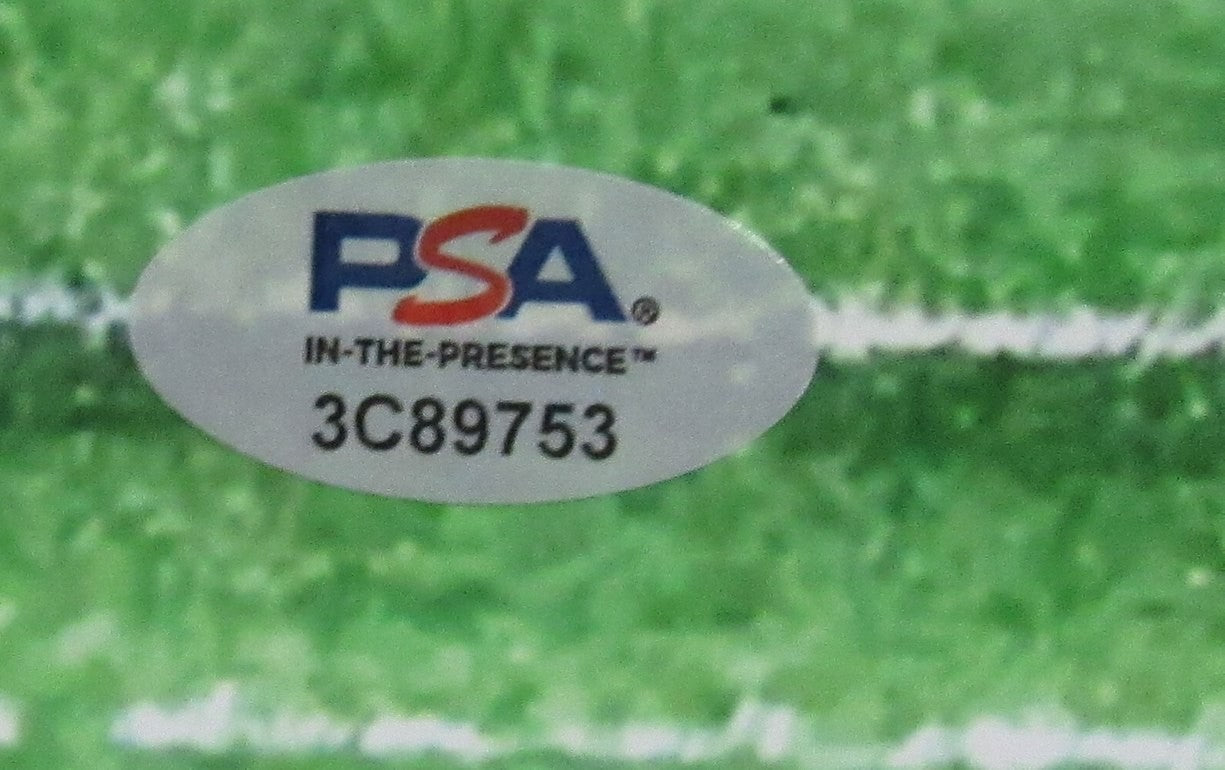 PSA®
IN-THE-PRESENCE™
3C89753